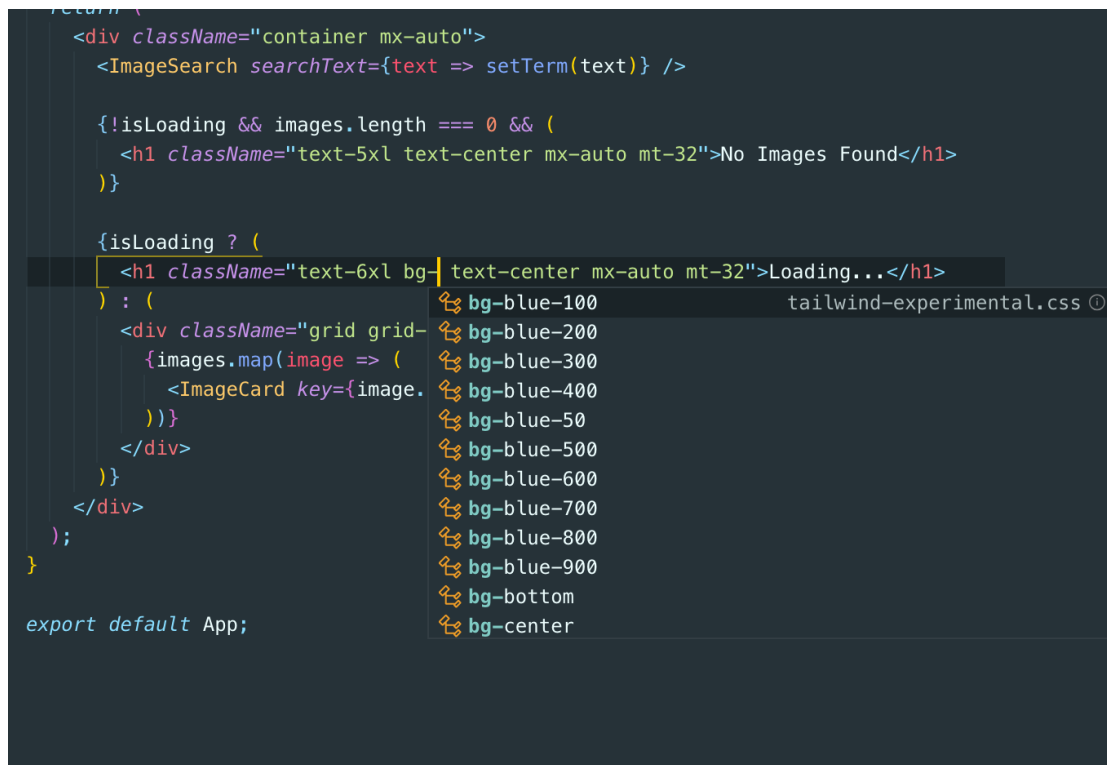 return (
<div className="container mx-auto">
<ImageSearch searchText={text => setTerm(text)} />
{!isLoading && images.length === 0 && (
<h1 className="text-5xl text-center mx-auto mt-32">No Images Found</h1>
)}
{isLoading ? (
<h1 className="text-6xl bg- text-center mx-auto mt-32">Loading...</h1>
) : (
<div className="grid grid-
{images.map(image => (
<ImageCard key={image.
))}
</div>
)}
</div>
);
}
export default App;
bg-blue-100 tailwind-experimental.css
bg-blue-200
bg-blue-300
bg-blue-400
bg-blue-50
bg-blue-500
bg-blue-600
bg-blue-700
bg-blue-800
bg-blue-900
bg-bottom
bg-center